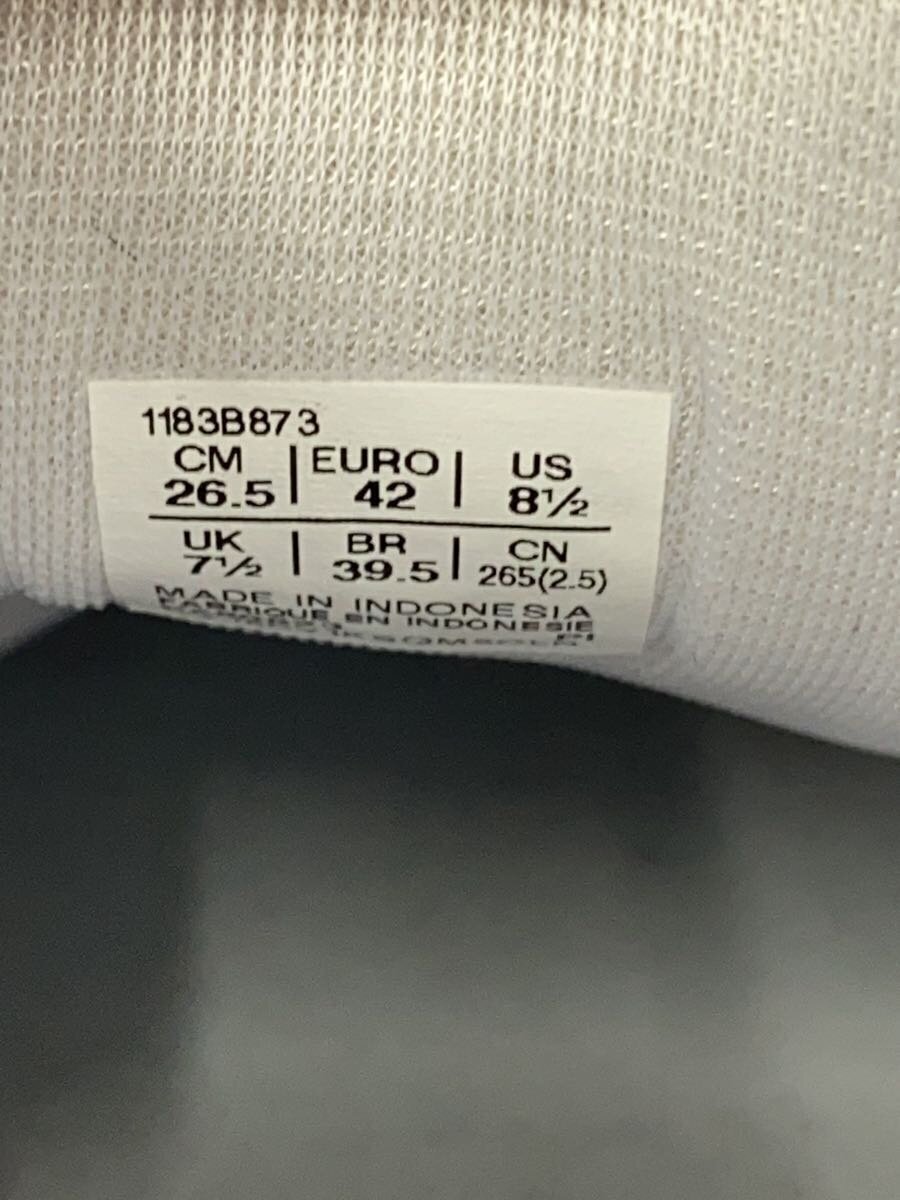 1183B873
CM | EURO | US
26.5 | 42 | 8½
UK | BR | CN
7½ | 39.5 | 265(2.5)
MADE IN INDONESIA
FABRIQUE EN INDONESIE